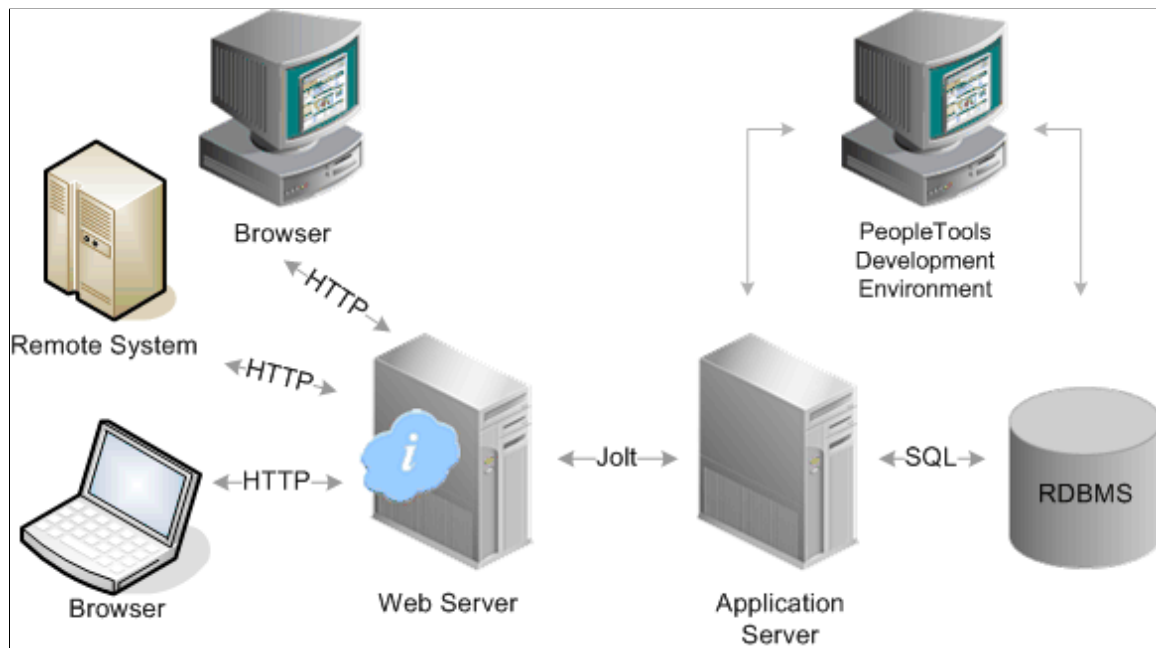 Browser
PeopleTools
Development
Environment
HTTP
Remote System
HTTP
HTTP
i
Jolt
SQL
RDBMS
Browser
Web Server
Application
Server